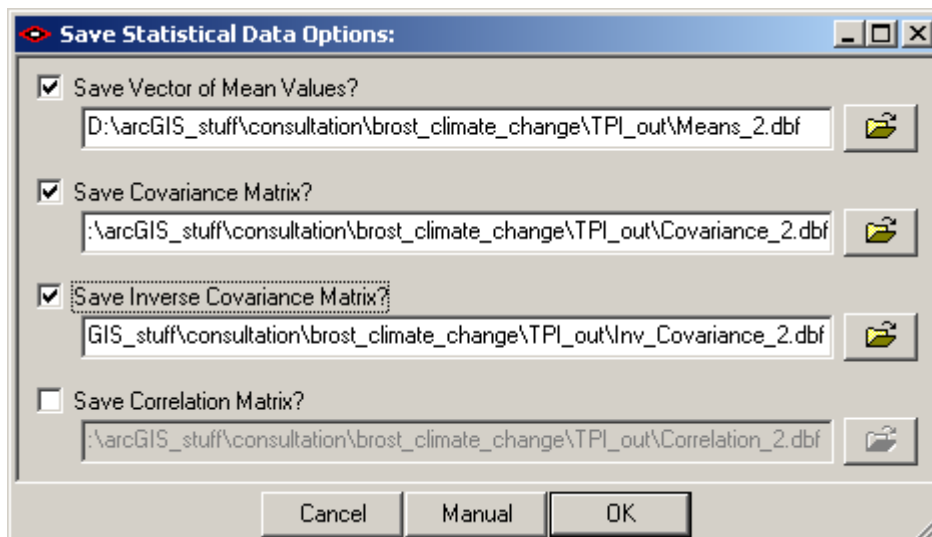 Save Statistical Data Options:
Save Vector of Mean Values?
D:\arcGIS_stuff\consultation\brost_climate_change\TPI_out\Means_2.dbf
Save Covariance Matrix?
:\arcGIS_stuff\consultation\brost_climate_change\TPI_out\Covariance_2.dbf
Save Inverse Covariance Matrix?
GIS_stuff\consultation\brost_climate_change\TPI_out\Inv_Covariance_2.dbf
Save Correlation Matrix?
:\arcGIS_stuff\consultation\brost_climate_change\TPI_out\Correlation_2.dbf
Cancel Manual OK